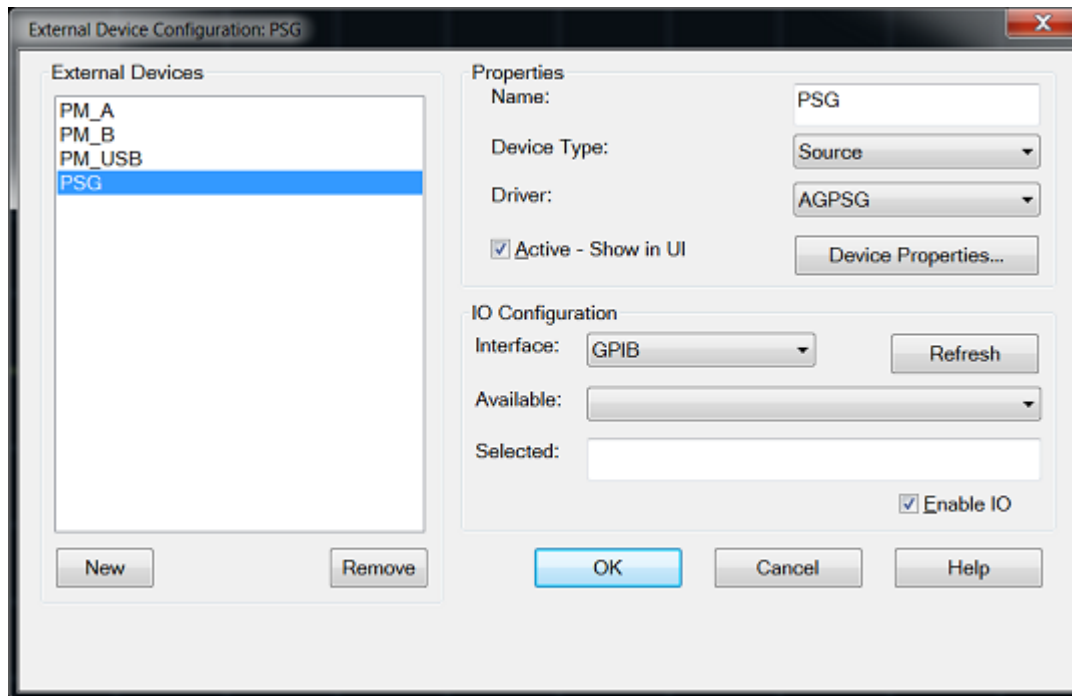 External Device Configuration: PSG
External Devices
PM_A
PM_B
PM_USB
PSG
New
Remove
Properties
Name:
PSG
Device Type:
Source
Driver:
AGPSG
Active - Show in UI
Device Properties...
IO Configuration
Interface:
GPIB
Refresh
Available:
Selected:
Enable IO
OK
Cancel
Help